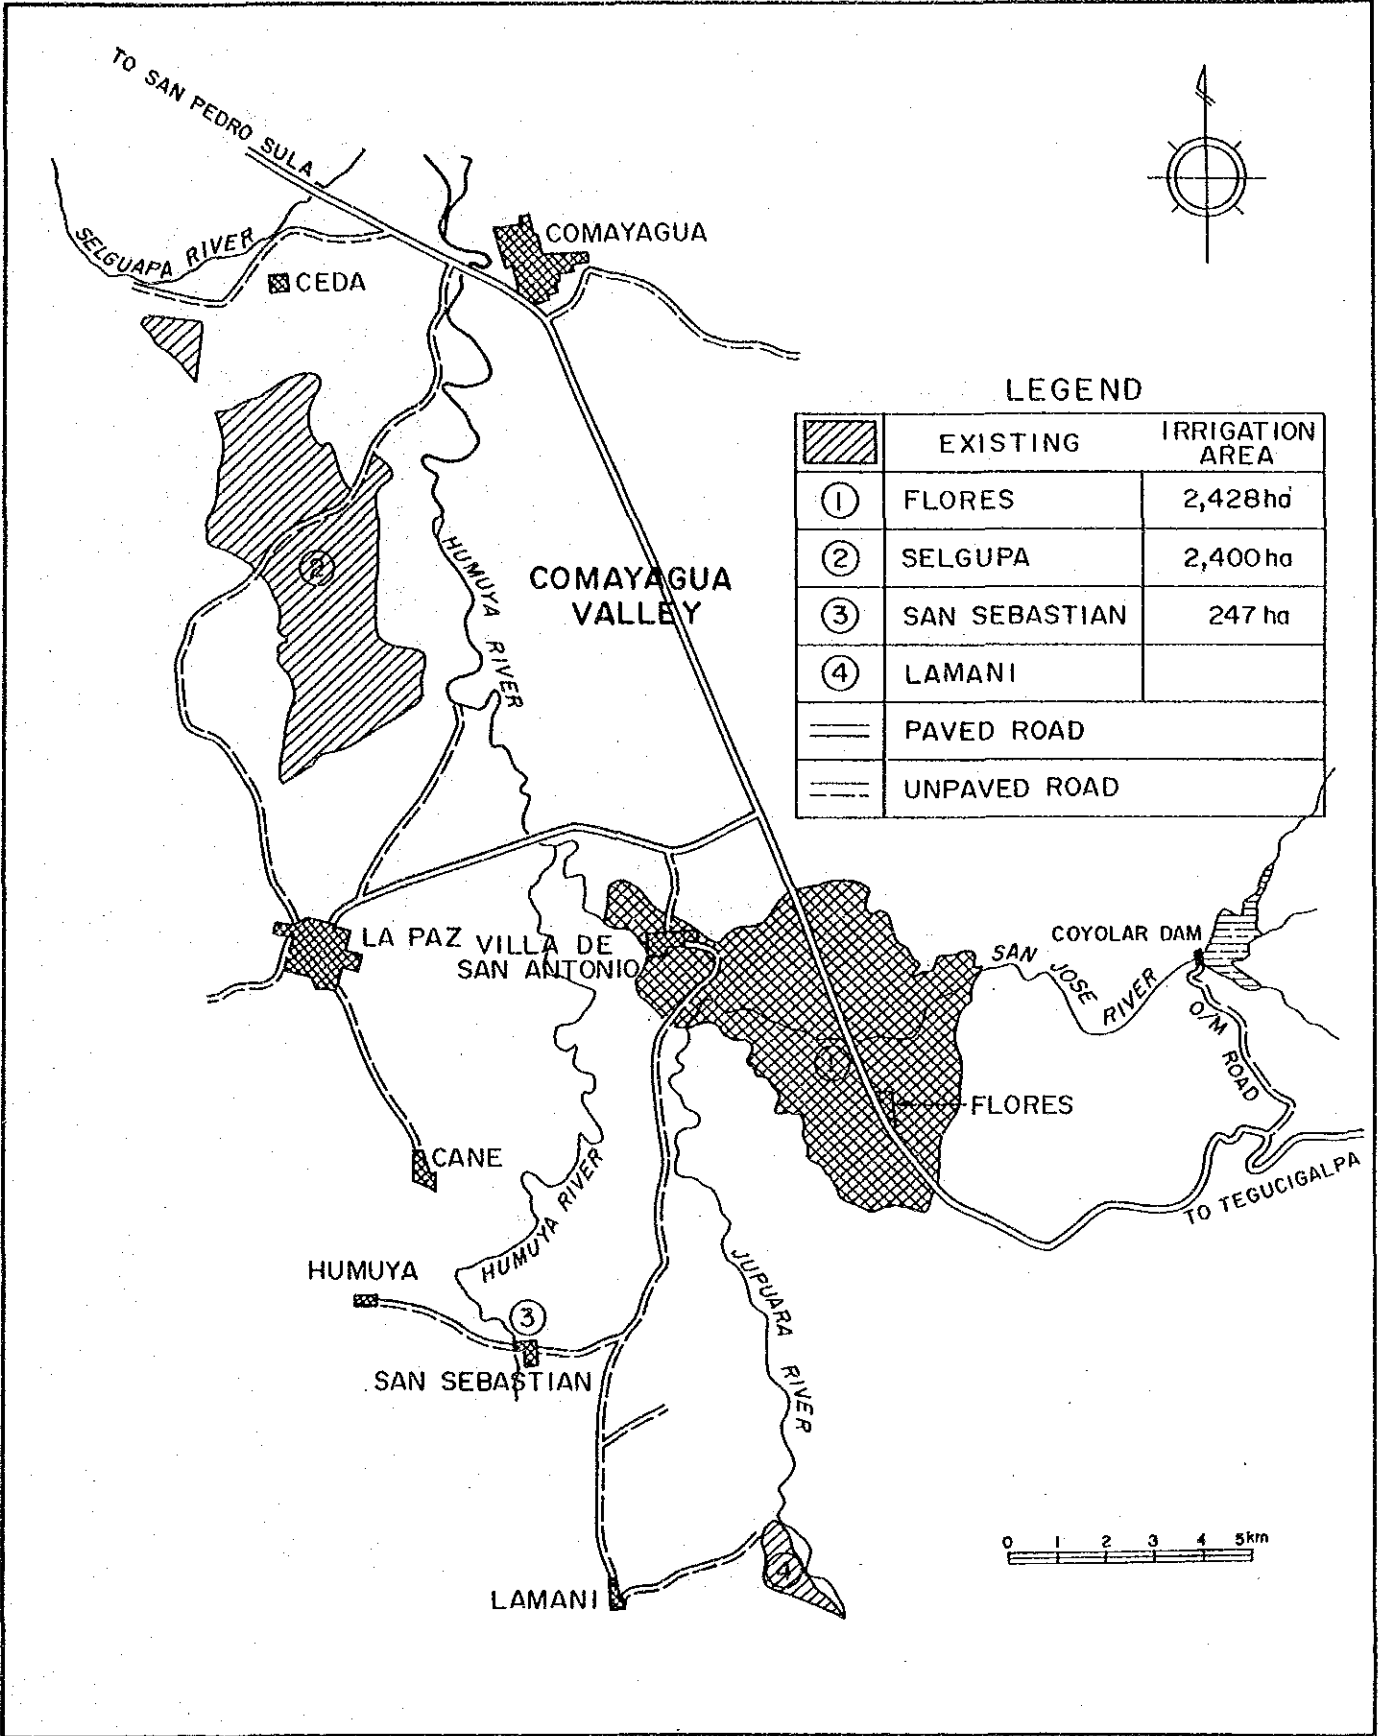 TO SAN PEDRO SULA
SELGUAPA RIVER
CEDA
COMAYAGUA
LEGEND
EXISTING IRRIGATION AREA
① FLORES 2,428 ha
② SELGUPA 2,400 ha
③ SAN SEBASTIAN 247 ha
④ LAMANI
PAVED ROAD
UNPAVED ROAD
②
HUMUYA RIVER
COMAYAGUA
VALLEY
LA PAZ
VILLA DE
SAN ANTONIO
SAN JOSE RIVER
COYOLAR DAM
O/M ROAD
①
FLORES
TO TEGUCIGALPA
CANE
HUMUYA RIVER
HUMUYA
③
SAN SEBASTIAN
JUPUARA RIVER
④
LAMANI
0 1 2 3 4 5km